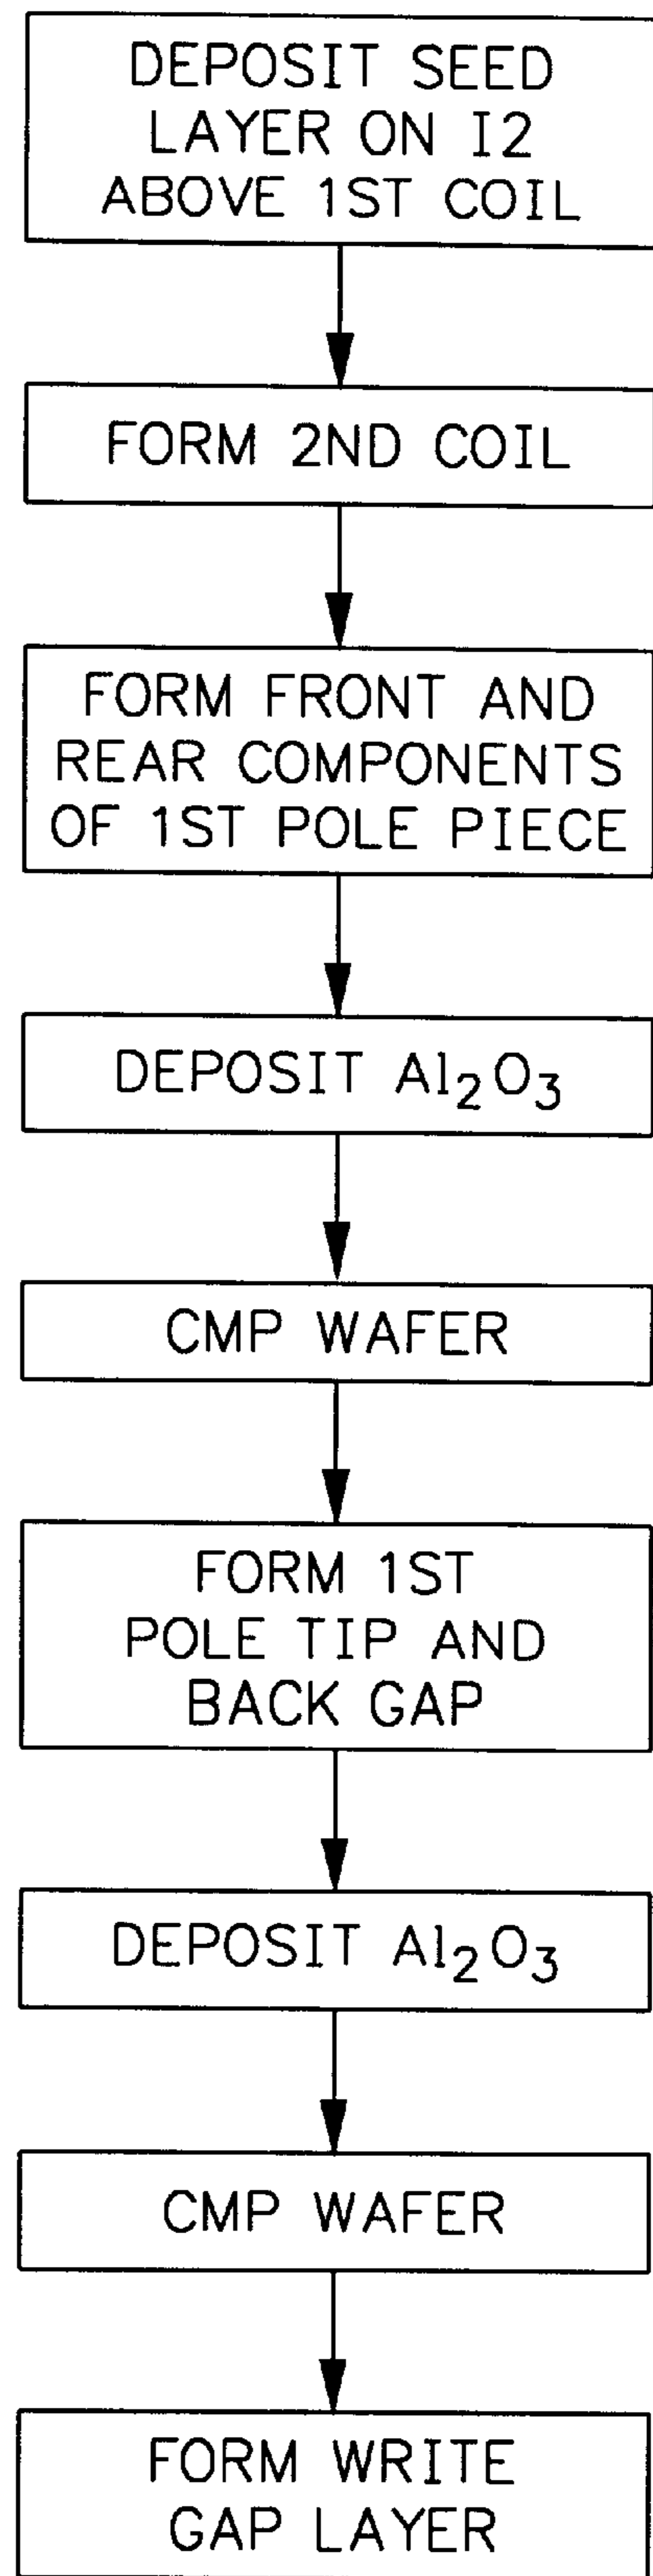 DEPOSIT SEED
LAYER ON I2
ABOVE 1ST COIL
FORM 2ND COIL
FORM FRONT AND
REAR COMPONENTS
OF 1ST POLE PIECE
DEPOSIT Al₂O₃
CMP WAFER
FORM 1ST
POLE TIP AND
BACK GAP
DEPOSIT Al₂O₃
CMP WAFER
FORM WRITE
GAP LAYER